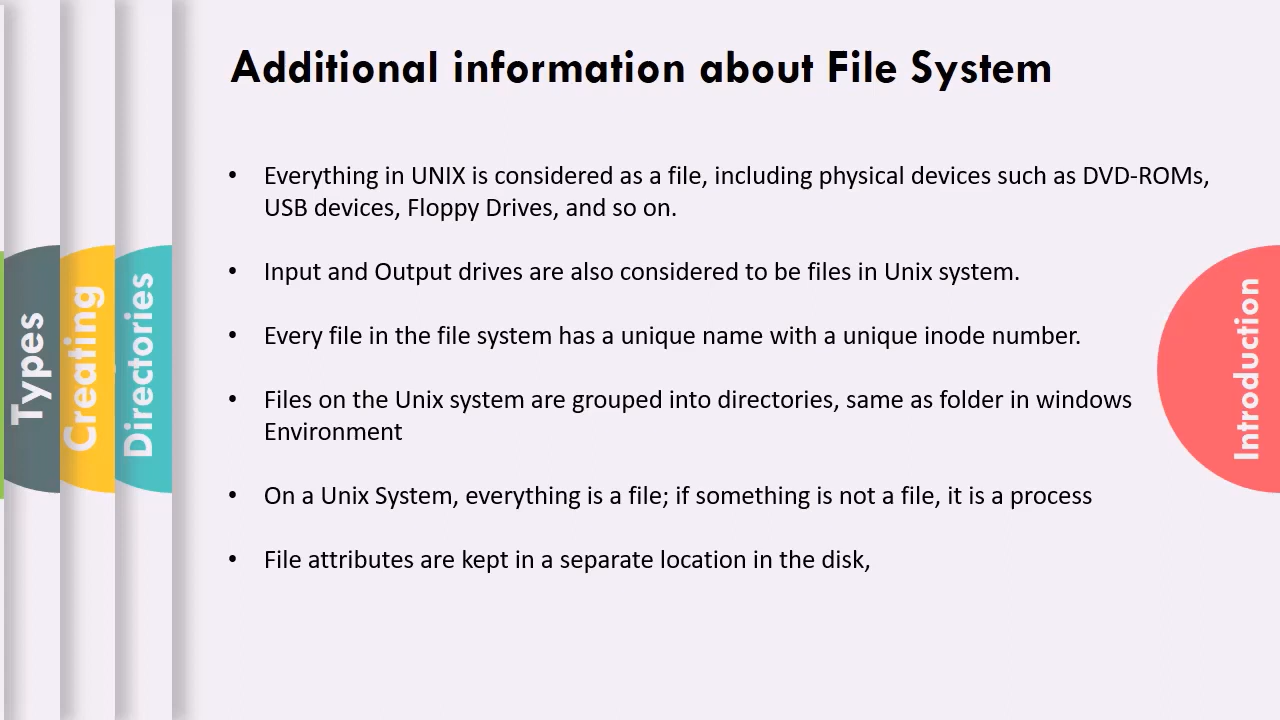 Additional information about File System
• Everything in UNIX is considered as a file, including physical devices such as DVD-ROMs,
USB devices, Floppy Drives, and so on.
• Input and Output drives are also considered to be files in Unix system.
• Every file in the file system has a unique name with a unique inode number.
• Files on the Unix system are grouped into directories, same as folder in windows
Environment
• On a Unix System, everything is a file; if something is not a file, it is a process
• File attributes are kept in a separate location in the disk,
Types
Creating
Directories
Introduction